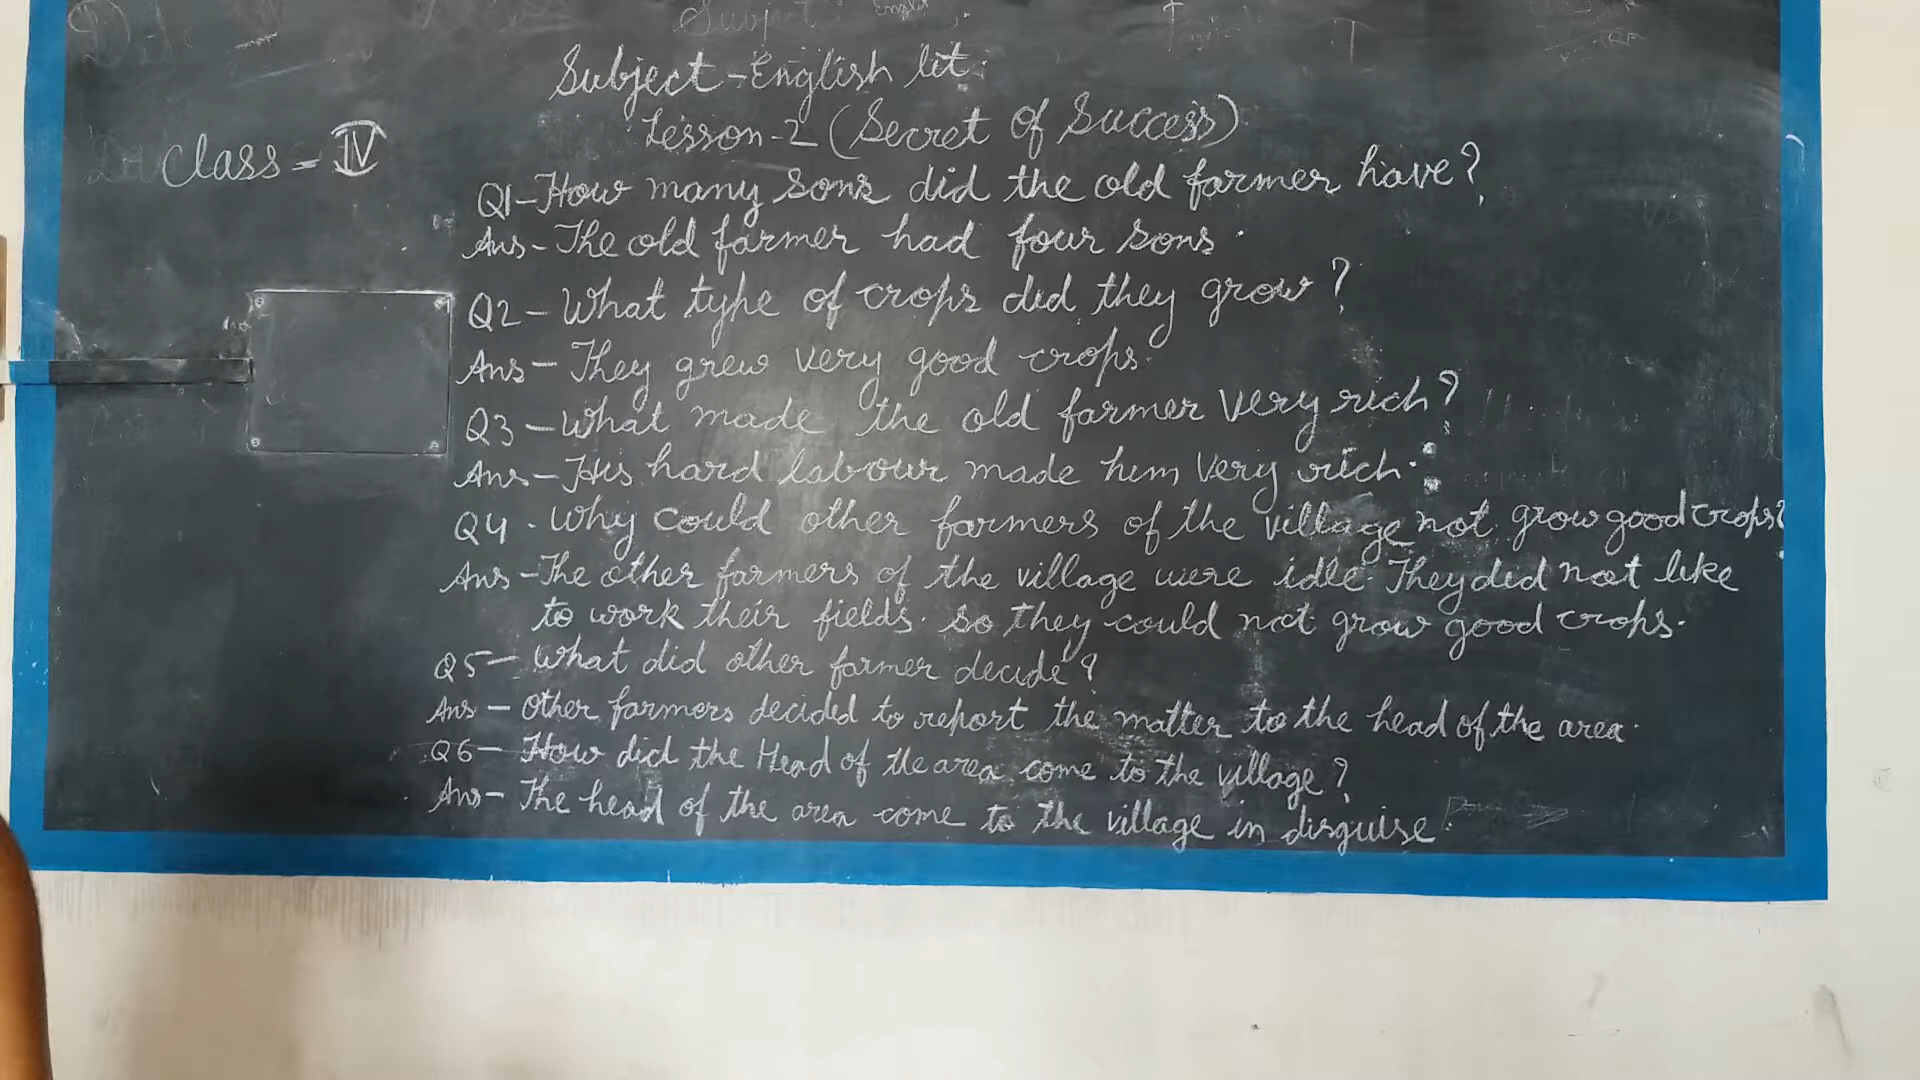 Subject English
Subject-English lit.
Lesson-2 (Secret of Success)
Class = IV
Q1-How many sons did the old farmer have?
Ans-The old farmer had four sons.
Q2-What type of crops did they grow?
Ans-They grew very good crops.
Q3-What made the old farmer very rich?
Ans-His hard labour made him very rich.
Q4. Why could other farmers of the village not grow good crops?
Ans-The other farmers of the village were idle. They did not like
to work their fields. so they could not grow good crops.
Q5-What did other farmer decide?
Ans-Other farmers decided to report the matter to the head of the area.
Q6-How did the Head of the area come to the village?
Ans-The head of the area come to the village in disguise.